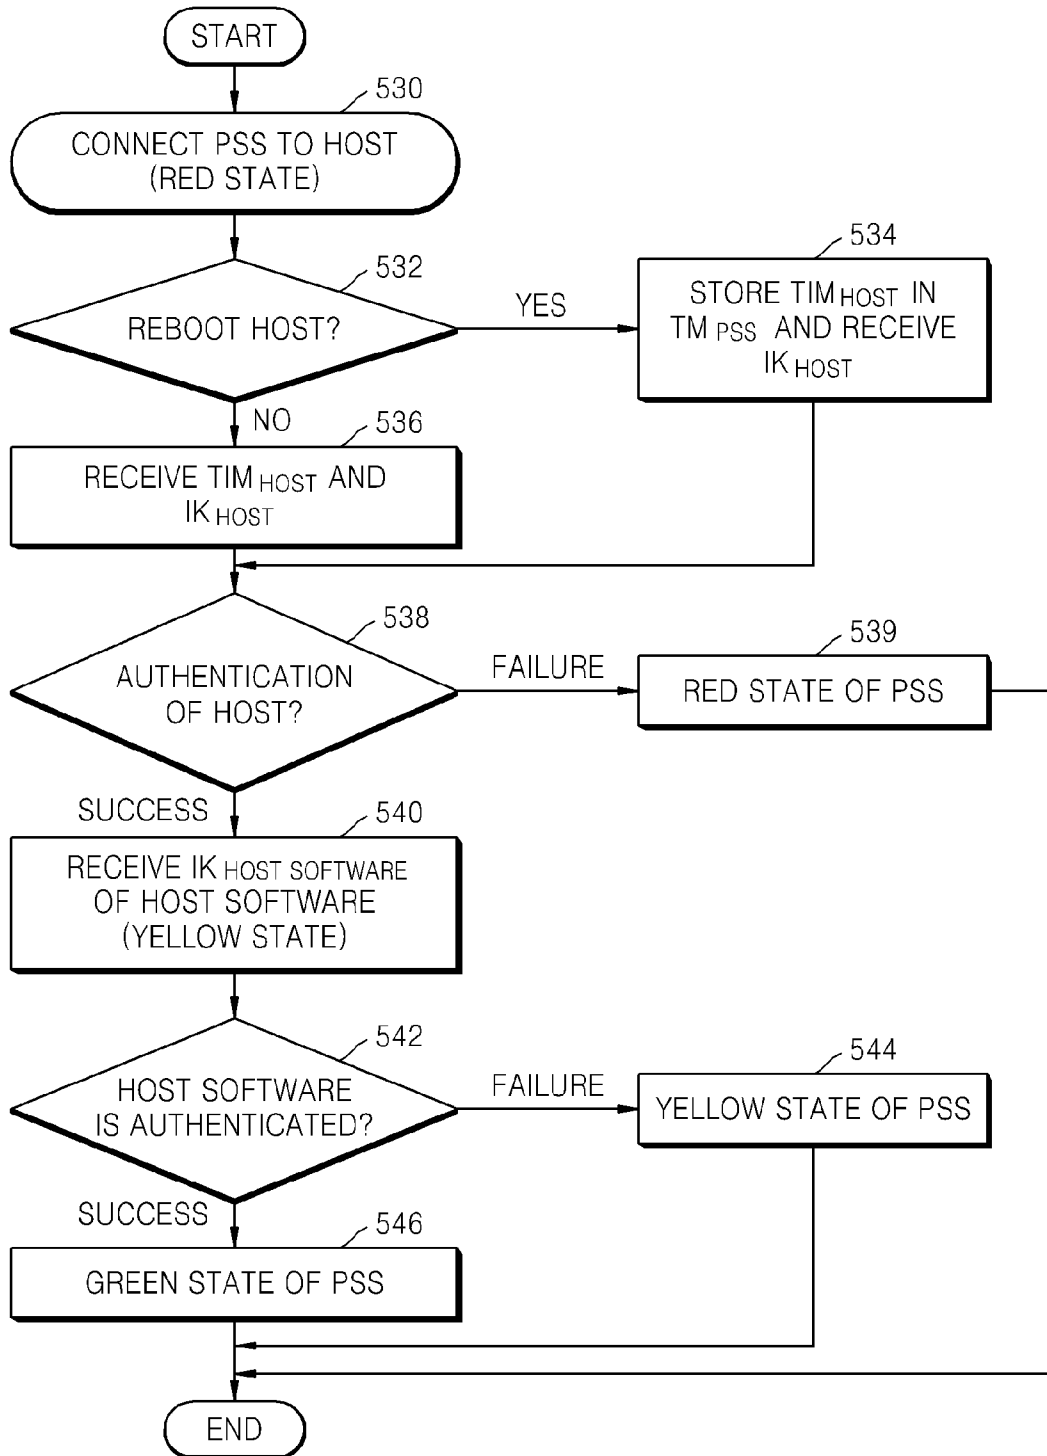 START
530
CONNECT PSS TO HOST
(RED STATE)
532
REBOOT HOST?
YES
534
STORE TIM HOST IN
TM PSS AND RECEIVE
IK HOST
NO
536
RECEIVE TIM HOST AND
IK HOST
538
AUTHENTICATION
OF HOST?
FAILURE
539
RED STATE OF PSS
SUCCESS
540
RECEIVE IK HOST SOFTWARE
OF HOST SOFTWARE
(YELLOW STATE)
542
HOST SOFTWARE
IS AUTHENTICATED?
FAILURE
544
YELLOW STATE OF PSS
SUCCESS
546
GREEN STATE OF PSS
END